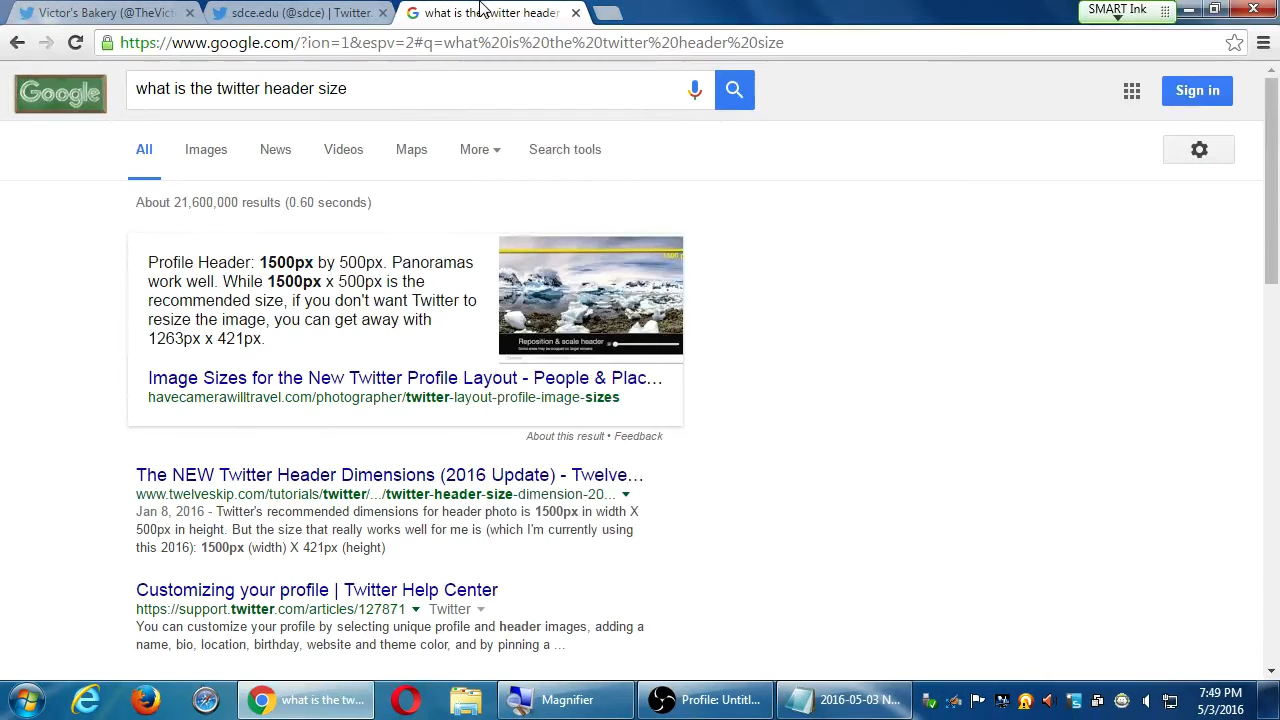 Victor's Bakery (@TheVict
sdce.edu (@sdce) | Twitter
what is the twitter header
SMART Ink
https://www.google.com/?ion=1&espv=2#q=what%20is%20the%20twitter%20header%20size
Google
what is the twitter header size
Sign in
All Images News Videos Maps More Search tools
About 21,600,000 results (0.60 seconds)
Profile Header: 1500px by 500px. Panoramas
work well. While 1500px x 500px is the
recommended size, if you don't want Twitter to
resize the image, you can get away with
1263px x 421px.
Reposition & scale header
Image Sizes for the New Twitter Profile Layout - People & Plac...
havecamerawilltravel.com/photographer/twitter-layout-profile-image-sizes
About this result • Feedback
The NEW Twitter Header Dimensions (2016 Update) - Twelve...
www.twelveskip.com/tutorials/twitter/.../twitter-header-size-dimension-20...
Jan 8, 2016 - Twitter's recommended dimensions for header photo is 1500px in width X
500px in height. But the size that really works well for me is (which I'm currently using
this 2016): 1500px (width) X 421px (height)
Customizing your profile | Twitter Help Center
https://support.twitter.com/articles/127871 Twitter
You can customize your profile by selecting unique profile and header images, adding a
name, bio, location, birthday, website and theme color, and by pinning a ...
what is the tw...
Magnifier
Profile: Untitl...
2016-05-03 N...
7:49 PM
5/3/2016